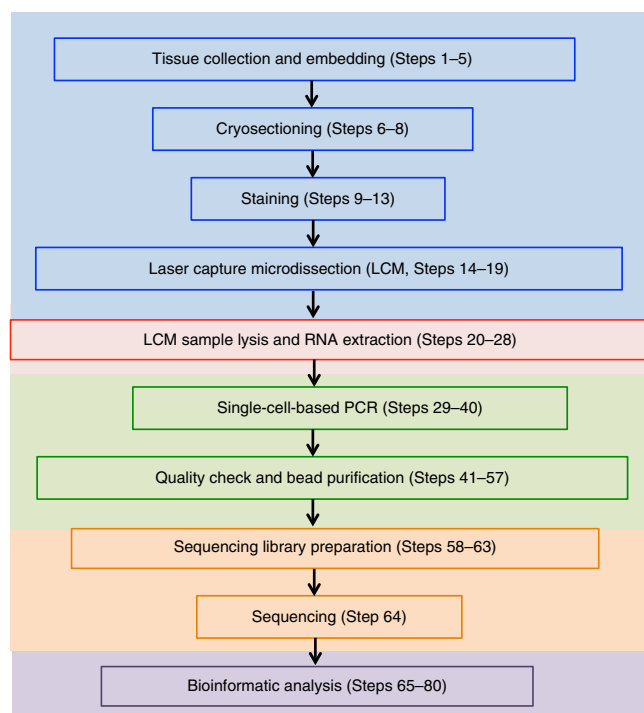 Tissue collection and embedding (Steps 1–5)
Cryosectioning (Steps 6–8)
Staining (Steps 9–13)
Laser capture microdissection (LCM, Steps 14–19)
LCM sample lysis and RNA extraction (Steps 20–28)
Single-cell-based PCR (Steps 29–40)
Quality check and bead purification (Steps 41–57)
Sequencing library preparation (Steps 58–63)
Sequencing (Step 64)
Bioinformatic analysis (Steps 65–80)